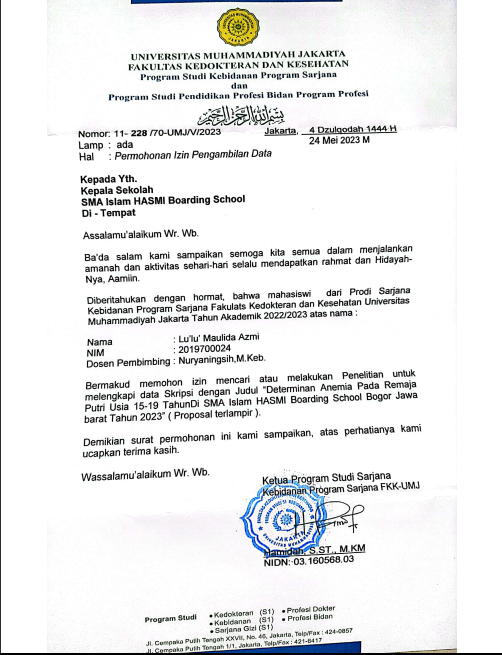 UNIVERSITAS MUHAMMADIYAH JAKARTA
FAKULTAS KEDOKTERAN DAN KESEHATAN
Program Studi Kebidanan Program Sarjana
dan
Program Studi Pendidikan Profesi Bidan Program Profesi
بسم الله الرحمن الرحيم
Nomor: 11- 228 /70-UMJ/V/2023
Jakarta, 4 Dzulqodah 1444 H
24 Mei 2023 M
Lamp : ada
Hal : Permohonan Izin Pengambilan Data
Kepada Yth.
Kepala Sekolah
SMA Islam HASMI Boarding School
Di - Tempat
Assalamu'alaikum Wr. Wb.
Ba'da salam kami sampaikan semoga kita semua dalam menjalankan
amanah dan aktivitas sehari-hari selalu mendapatkan rahmat dan Hidayah-
Nya, Aamiin.
Diberitahukan dengan hormat, bahwa mahasiswi dari Prodi Sarjana
Kebidanan Program Sarjana Fakulats Kedokteran dan Kesehatan Universitas
Muhammadiyah Jakarta Tahun Akademik 2022/2023 atas nama :
Nama : Lu'lu' Maulida Azmi
NIM : 2019700024
Dosen Pembimbing : Nuryaningsih,M.Keb.
Bermakud memohon izin mencari atau melakukan Penelitian untuk
melengkapi data Skripsi dengan Judul "Determinan Anemia Pada Remaja
Putri Usia 15-19 TahunDi SMA Islam HASMI Boarding School Bogor Jawa
barat Tahun 2023" ( Proposal terlampir ).
Demikian surat permohonan ini kami sampaikan, atas perhatianya kami
ucapkan terima kasih.
Wassalamu'alaikum Wr. Wb.
Ketua Program Studi Sarjana
Kebidanan Program Sarjana FKK-UMJ
JAKARTA
Hamidah, S.ST., M.KM
NIDN: 03.160568.03
Program Studi • Kedokteran (S1) • Profesi Dokter
• Kebidanan (S1) • Profesi Bidan
• Sarjana Gizi (S1)
Jl. Cempaka Putih Tengah XXVII, No. 46, Jakarta, Telp/Fax : 424-0857
Jl. Cempaka Putih Tengah 1/1, Jakarta, Telp/Fax : 421-6417